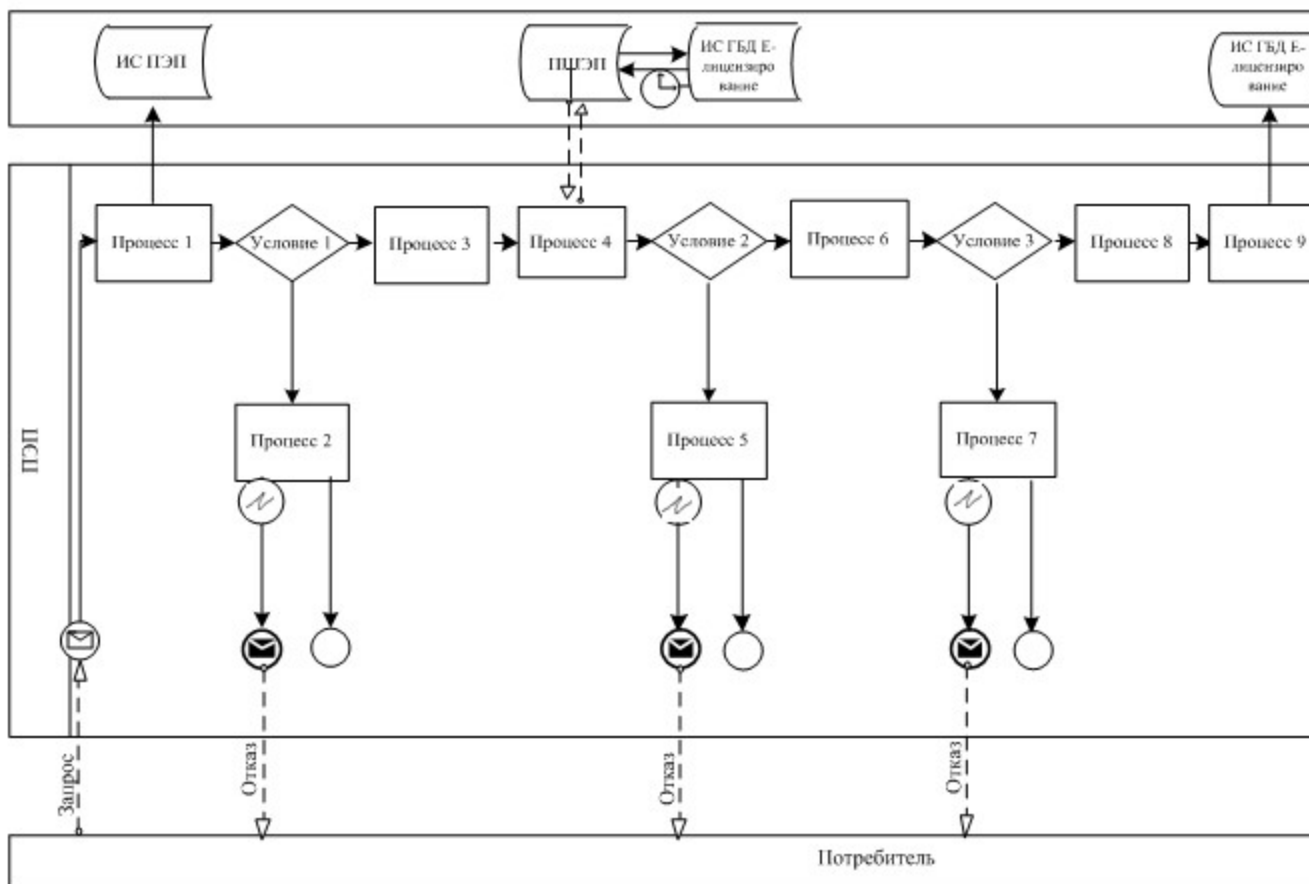 ИС ПЭП
ПШЭП
ИС ГБД Е-
лицензиро
вание
ИС ГБД Е-
лицензиро
вание
Процесс 1
Условие 1
Процесс 3
Процесс 4
Условие 2
Процесс 6
Условие 3
Процесс 8
Процесс 9
ПЭП
Процесс 2
Процесс 5
Процесс 7
Запрос
Отказ
Отказ
Отказ
Потребитель